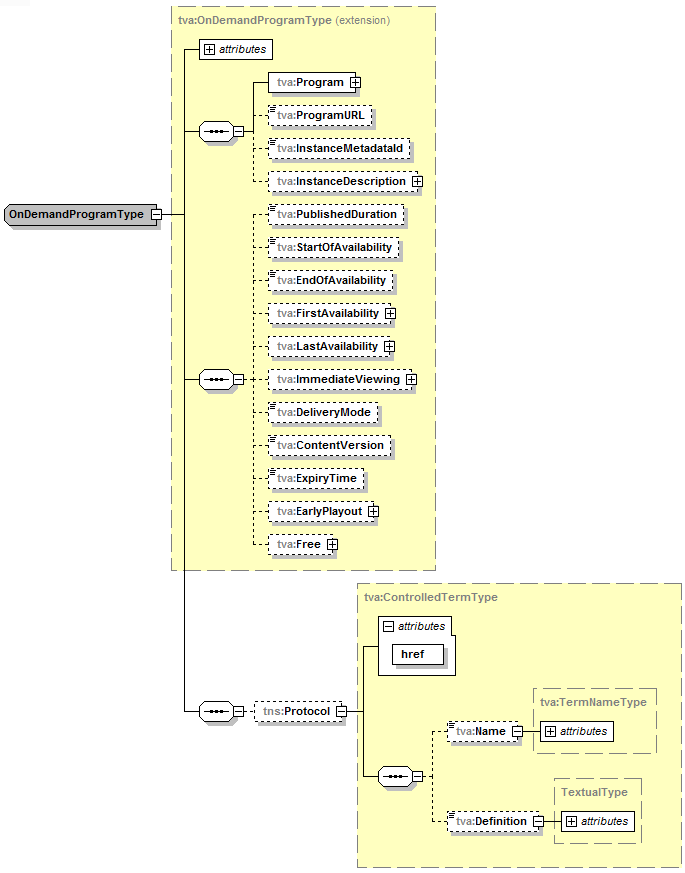 tva:OnDemandProgramType (extension)
attributes
tva:Program
tva:ProgramURL
tva:InstanceMetadataId
tva:InstanceDescription
OnDemandProgramType
tva:PublishedDuration
tva:StartOfAvailability
tva:EndOfAvailability
tva:FirstAvailability
tva:LastAvailability
tva:ImmediateViewing
tva:DeliveryMode
tva:ContentVersion
tva:ExpiryTime
tva:EarlyPlayout
tva:Free
tva:ControlledTermType
attributes
href
tns:Protocol
tva:TermNameType
tva:Name
attributes
TextualType
tva:Definition
attributes